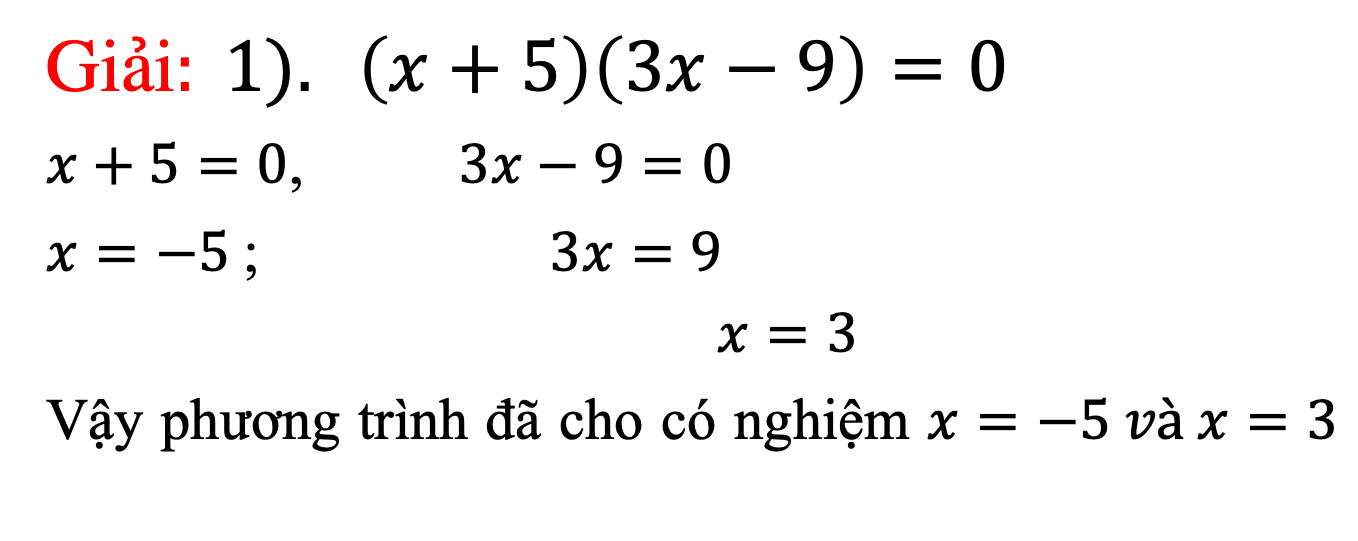 Giải: 1). (x + 5)(3x − 9) = 0
x + 5 = 0, 3x − 9 = 0
x = −5 ; 3x = 9
x = 3
Vậy phương trình đã cho có nghiệm x = −5 và x = 3